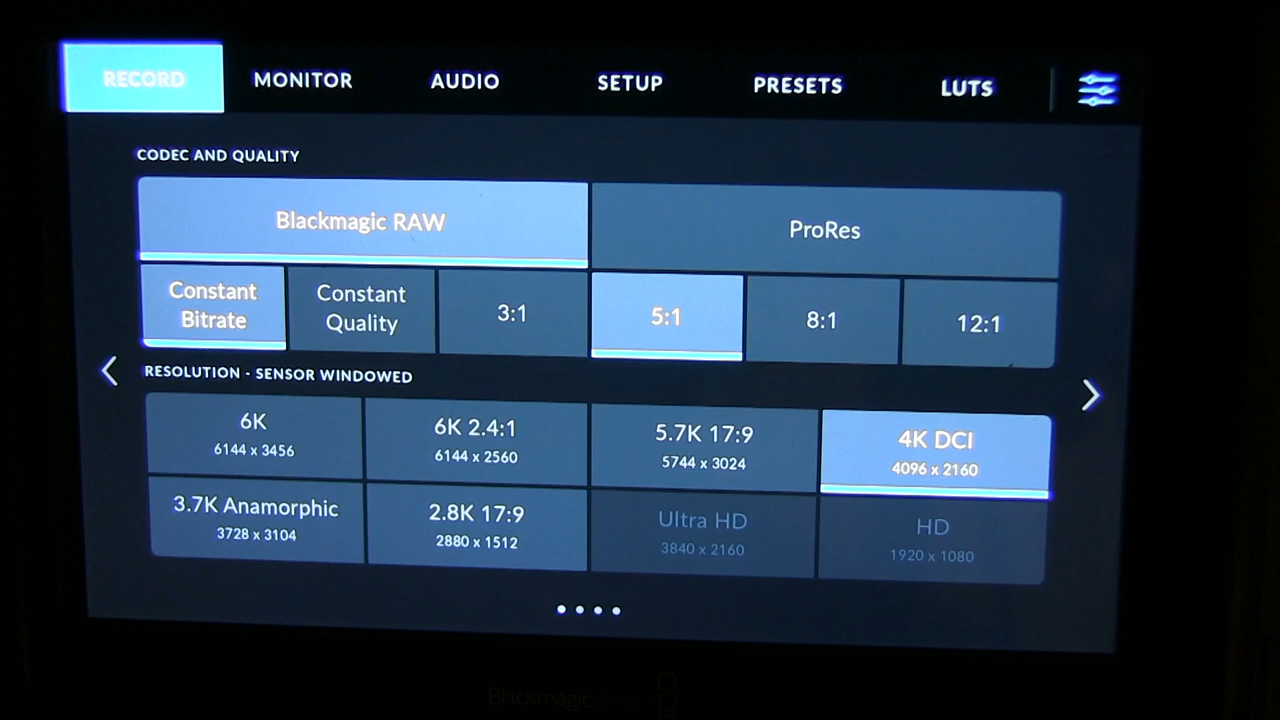 RECORD MONITOR AUDIO SETUP PRESETS LUTS
CODEC AND QUALITY
Blackmagic RAW ProRes
Constant Bitrate Constant Quality 3:1 5:1 8:1 12:1
RESOLUTION - SENSOR WINDOWED
6K 6K 2.4:1 5.7K 17:9 4K DCI
6144 x 3456 6144 x 2560 5744 x 3024 4096 x 2160
3.7K Anamorphic 2.8K 17:9 Ultra HD HD
3728 x 3104 2880 x 1512 3840 x 2160 1920 x 1080
Blackmagic